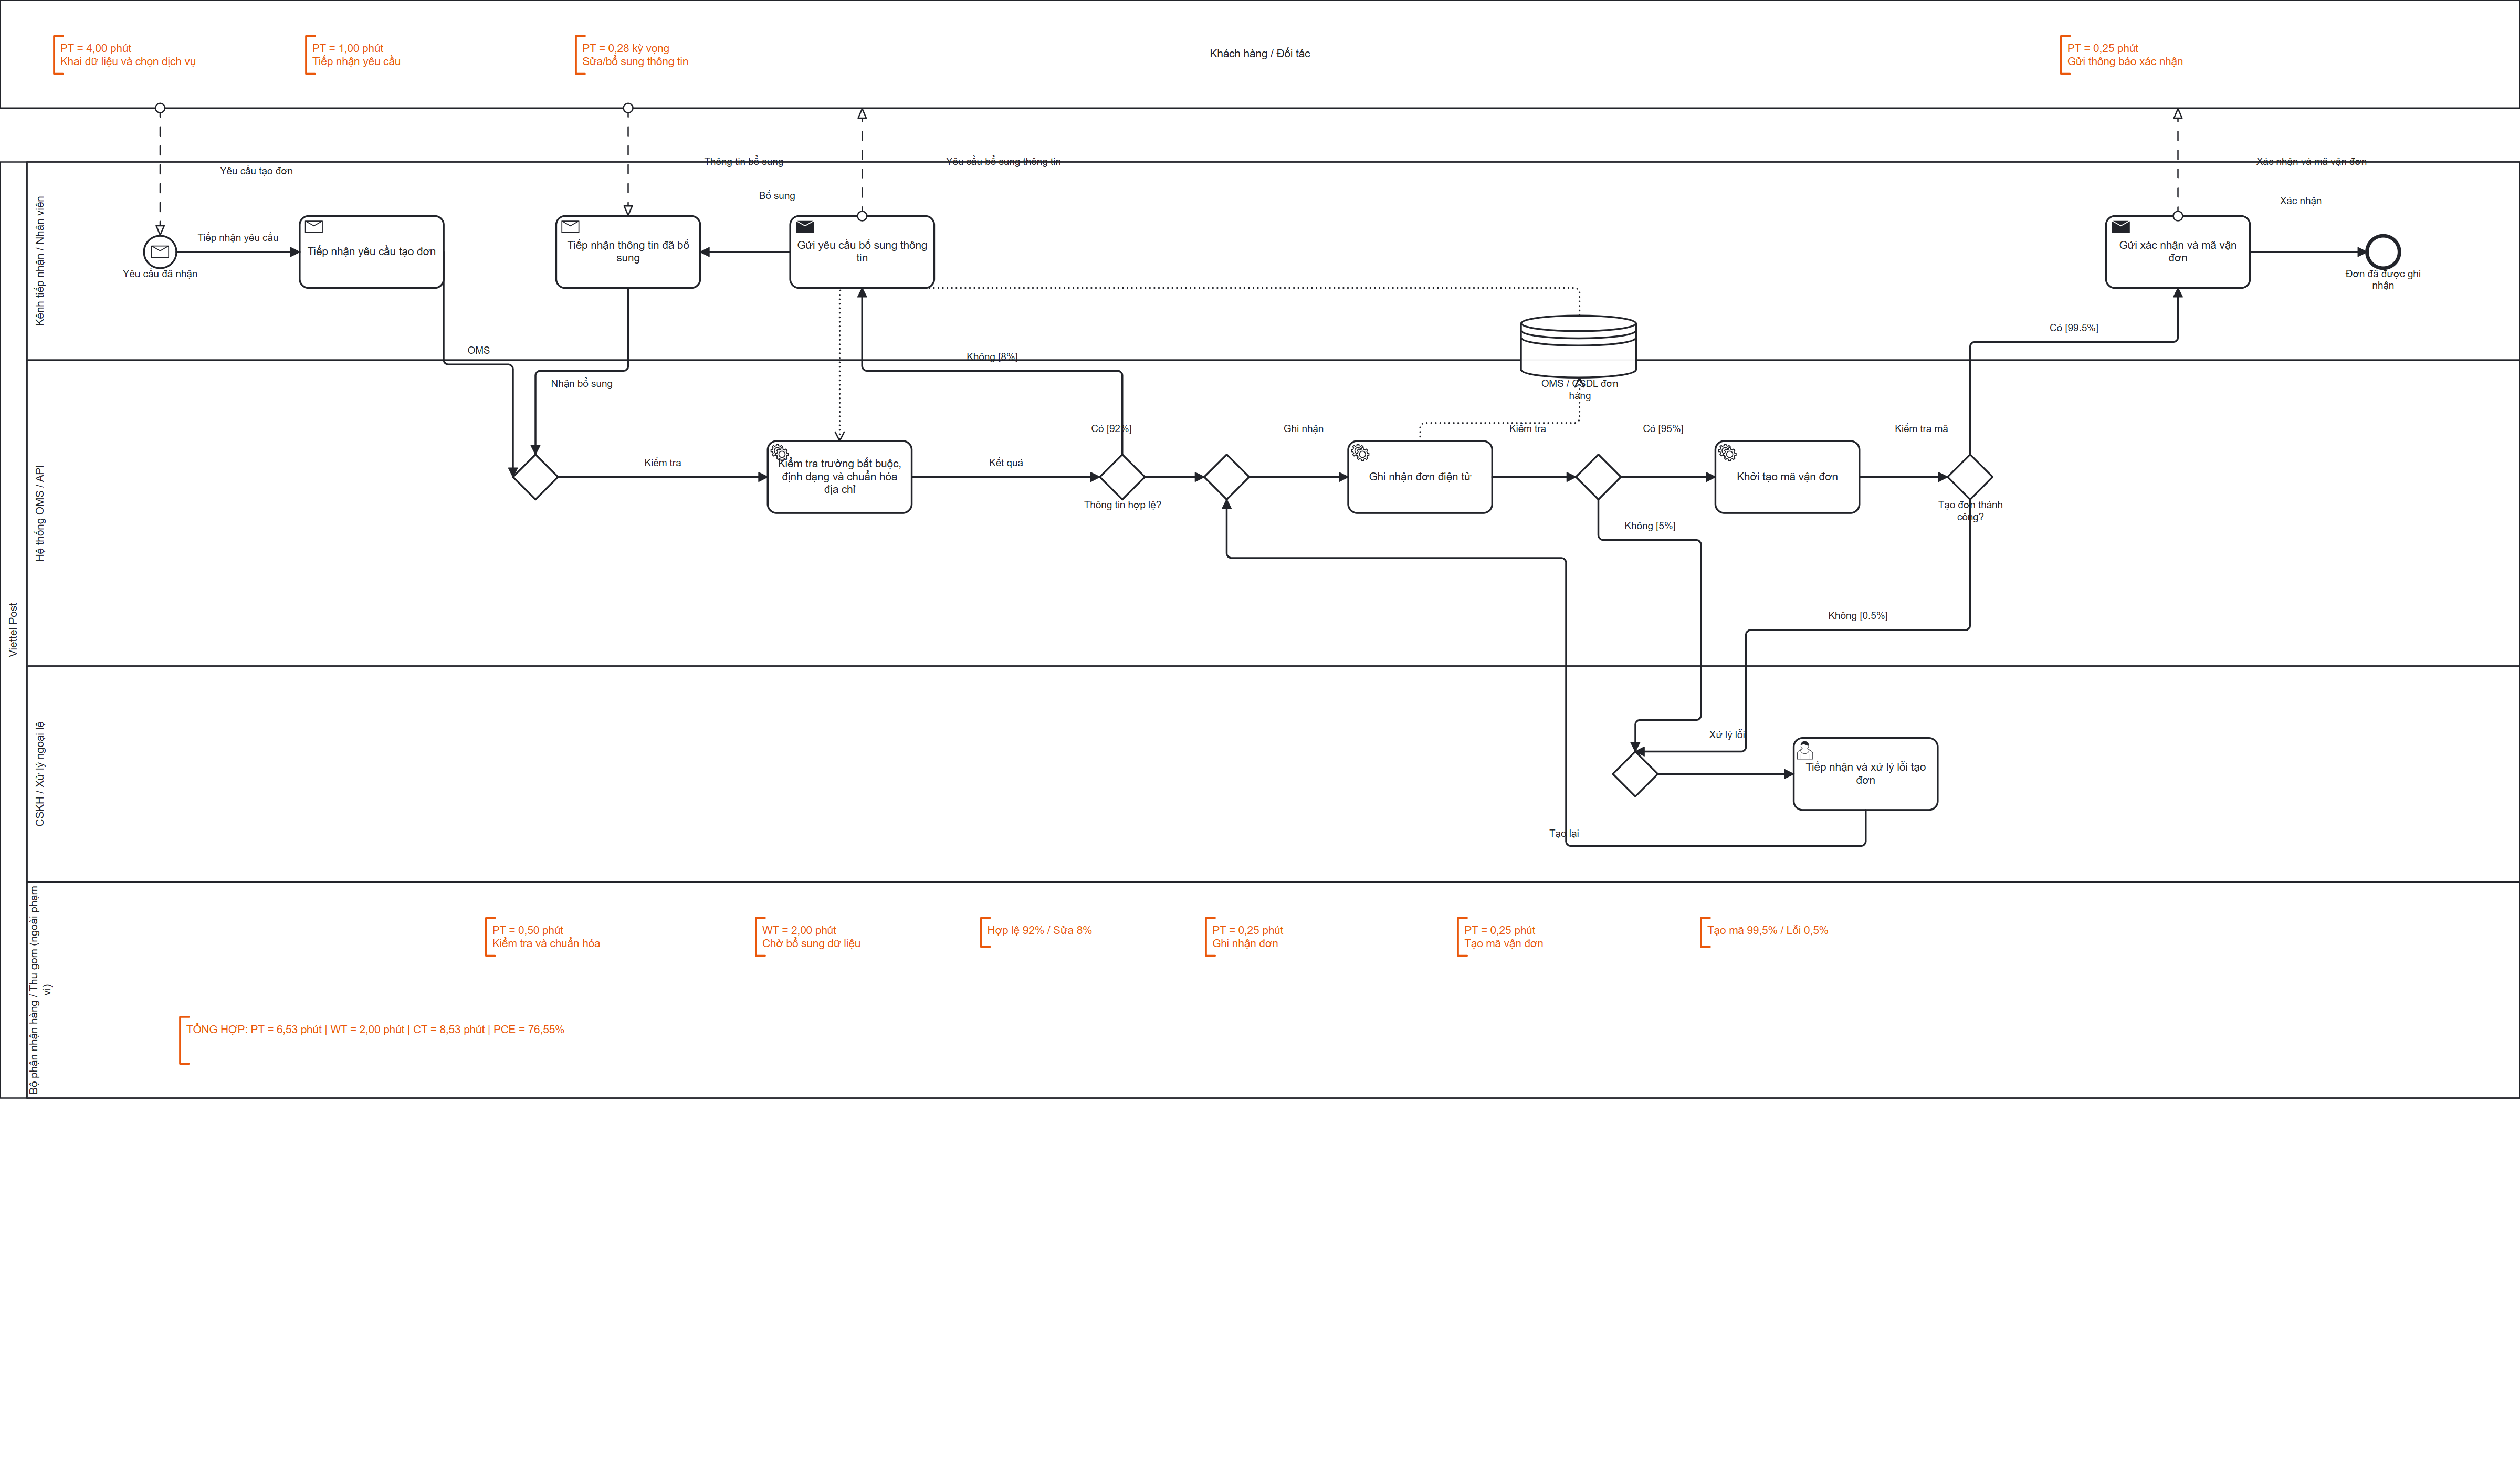 PT = 4,00 phút
Khai dữ liệu và chọn dịch vụ
PT = 1,00 phút
Tiếp nhận yêu cầu
PT = 0,28 kỳ vọng
Sửa/bổ sung thông tin
Khách hàng / Đối tác
PT = 0,25 phút
Gửi thông báo xác nhận
Viettel Post
Kênh tiếp nhận / Nhân viên
Yêu cầu tạo đơn
Thông tin bổ sung
Yêu cầu bổ sung thông tin
Xác nhận và mã vận đơn
Bổ sung
Xác nhận
Yêu cầu đã nhận
Tiếp nhận yêu cầu
Tiếp nhận yêu cầu tạo đơn
Tiếp nhận thông tin đã bổ
sung
Gửi yêu cầu bổ sung thông
tin
Gửi xác nhận và mã vận
đơn
Đơn đã được ghi
nhận
OMS
Không [8%]
Có [99.5%]
Hệ thống OMS / API
Nhận bổ sung
OMS / CSDL đơn
hàng
Kiểm tra
Kiểm tra trường bắt buộc,
định dạng và chuẩn hóa
địa chỉ
Kết quả
Có [92%]
Thông tin hợp lệ?
Ghi nhận
Ghi nhận đơn điện tử
Kiểm tra
Có [95%]
Không [5%]
Khởi tạo mã vận đơn
Kiểm tra mã
Tạo đơn thành
công?
Không [0.5%]
CSKH / Xử lý ngoại lệ
Xử lý lỗi
Tiếp nhận và xử lý lỗi tạo
đơn
Tạo lại
Bộ phận nhận hàng / Thu gom (ngoài phạm
vi)
PT = 0,50 phút
Kiểm tra và chuẩn hóa
WT = 2,00 phút
Chờ bổ sung dữ liệu
Hợp lệ 92% / Sửa 8%
PT = 0,25 phút
Ghi nhận đơn
PT = 0,25 phút
Tạo mã vận đơn
Tạo mã 99,5% / Lỗi 0,5%
TỔNG HỢP: PT = 6,53 phút | WT = 2,00 phút | CT = 8,53 phút | PCE = 76,55%